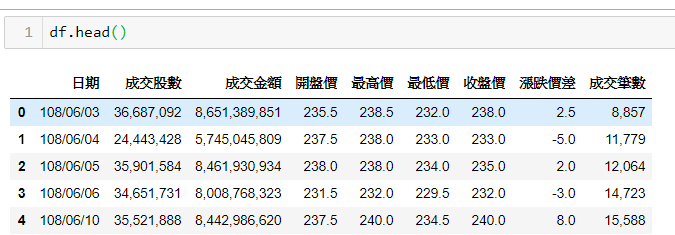 1 df.head()
日期 成交股數 成交金額 開盤價 最高價 最低價 收盤價 漲跌價差 成交筆數
0 108/06/03 36,687,092 8,651,389,851 235.5 238.5 232.0 238.0 2.5 8,857
1 108/06/04 24,443,428 5,745,045,809 237.5 238.0 233.0 233.0 -5.0 11,779
2 108/06/05 35,901,584 8,461,930,934 238.0 238.0 234.0 235.0 2.0 12,064
3 108/06/06 34,651,731 8,008,768,323 231.5 232.0 229.5 232.0 -3.0 14,723
4 108/06/10 35,521,888 8,442,986,620 237.5 240.0 234.5 240.0 8.0 15,588